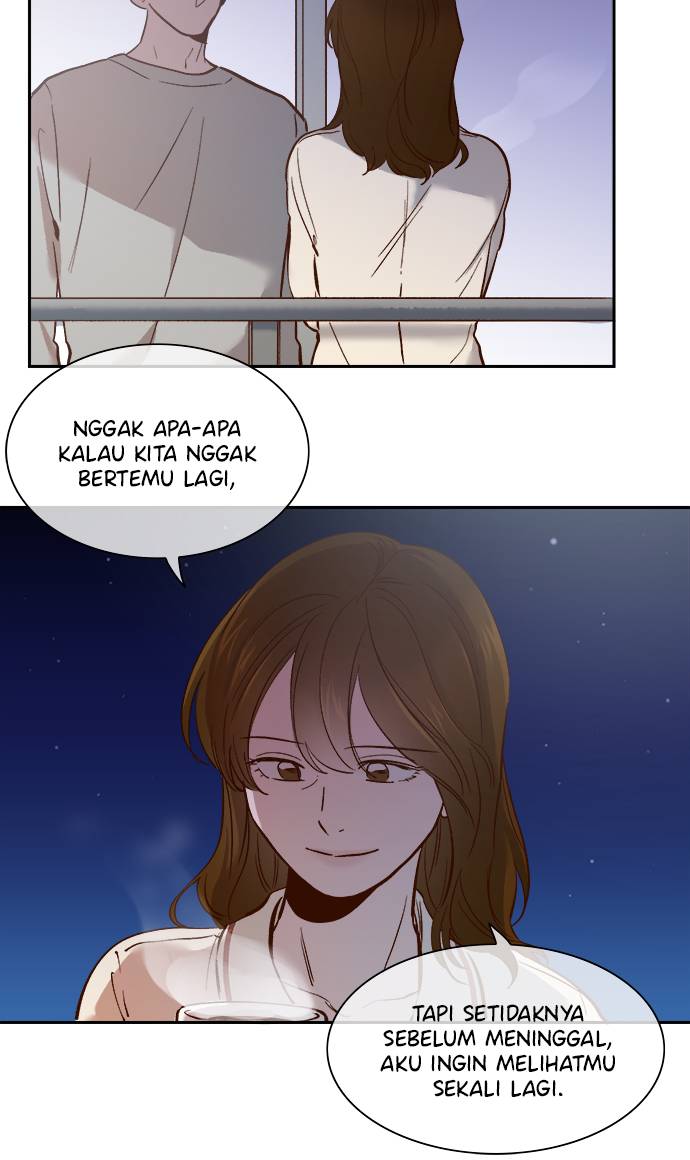 NGGAK APA-APA
KALAU KITA NGGAK
BERTEMU LAGI,
TAPI SETIDAKNYA
SEBELUM MENINGGAL,
AKU INGIN MELIHATMU
SEKALI LAGI.